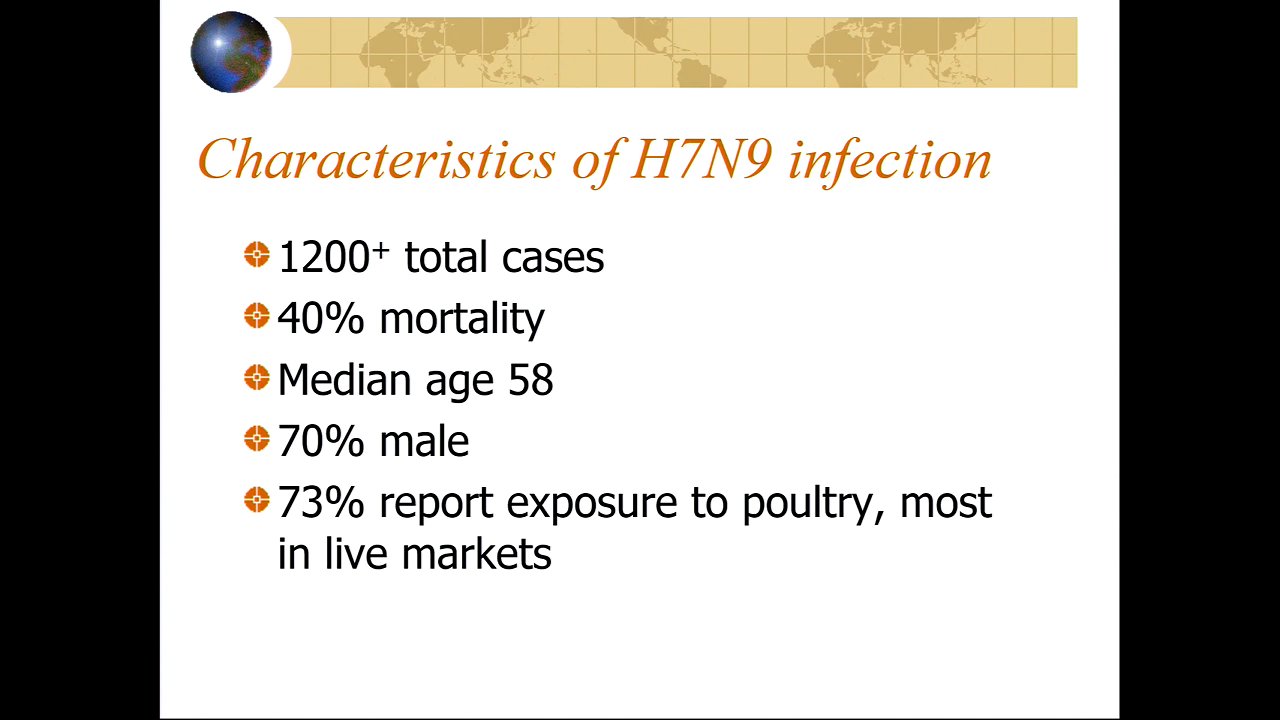 Characteristics of H7N9 infection
1200⁺ total cases
40% mortality
Median age 58
70% male
73% report exposure to poultry, most
in live markets